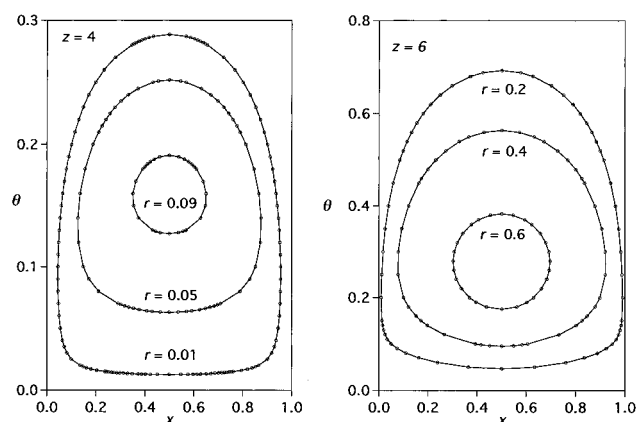 z = 4
0.3
0.2
θ
0.1
0.0
r = 0.09
r = 0.05
r = 0.01
0.0 0.2 0.4 0.6 0.8 1.0
x
z = 6
0.8
0.6
θ
0.4
0.2
0.0
r = 0.2
r = 0.4
r = 0.6
0.0 0.2 0.4 0.6 0.8 1.0
x